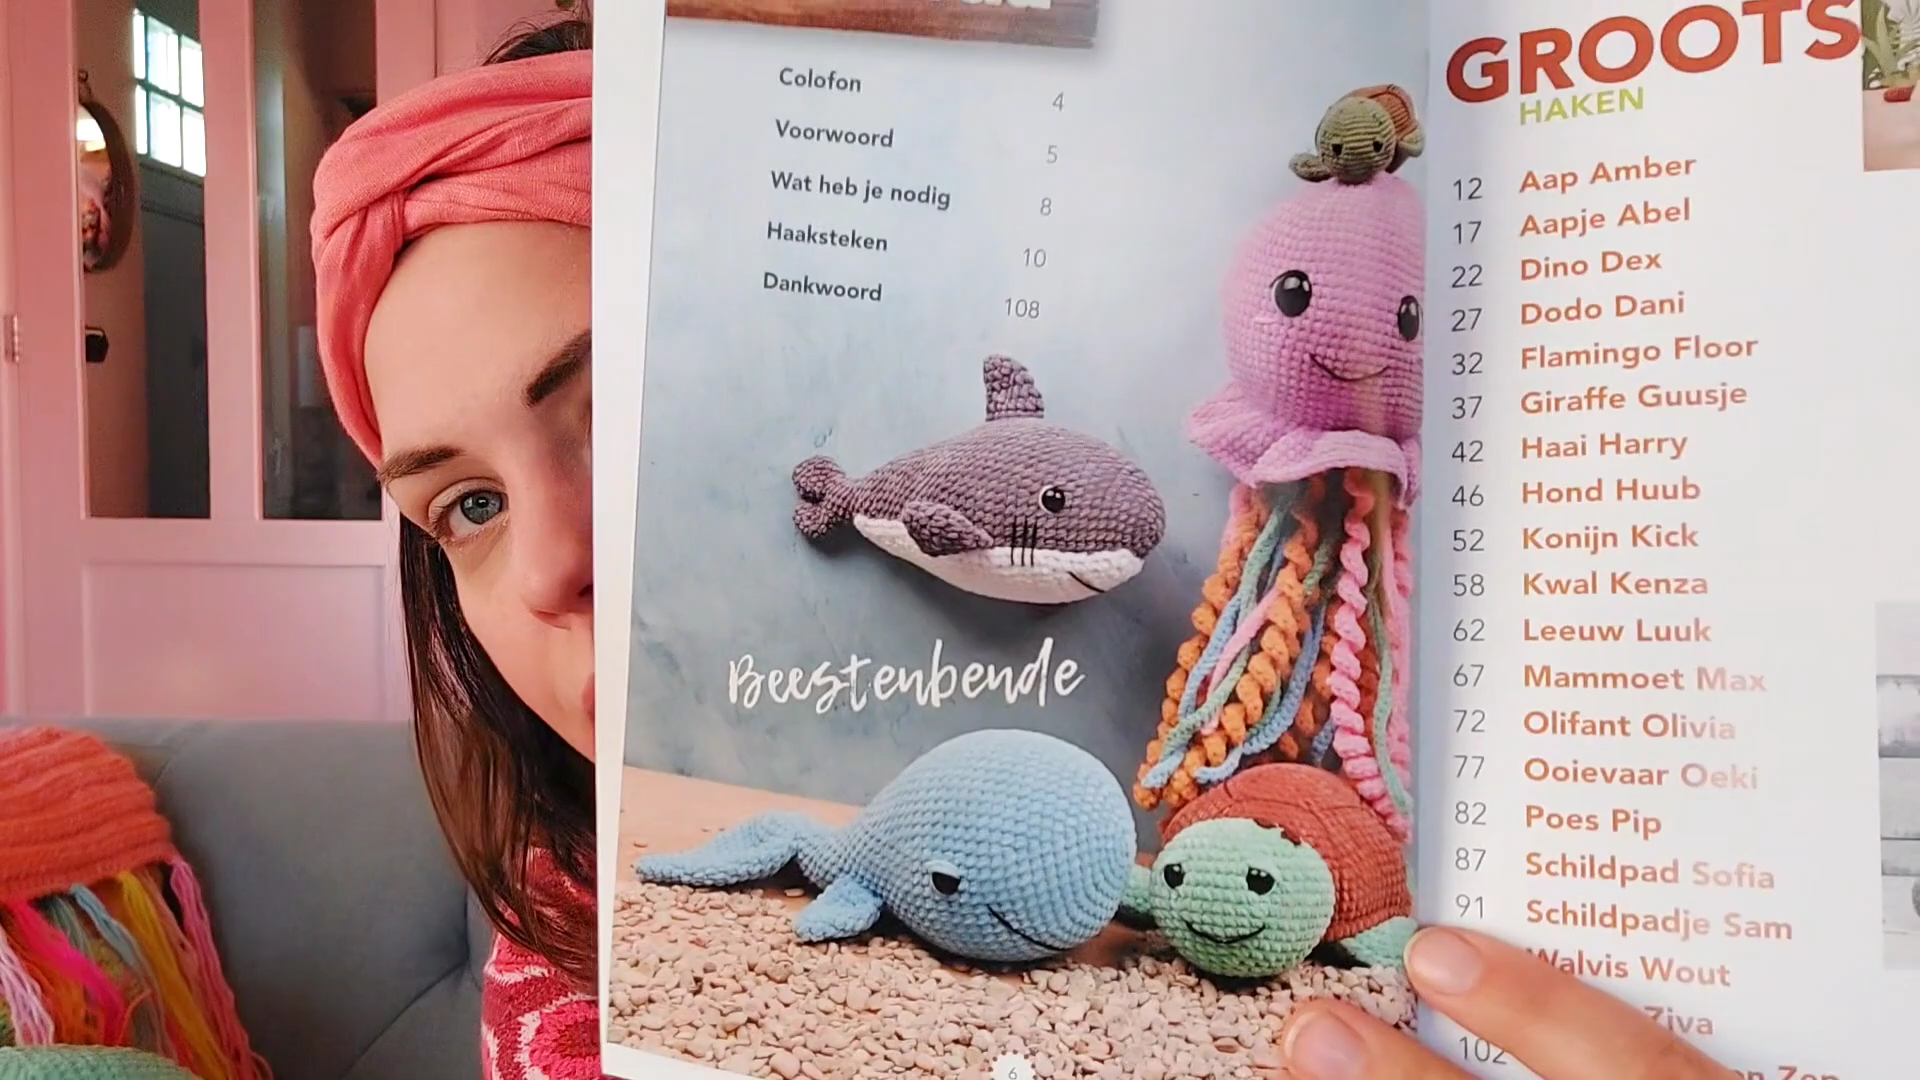 Colofon 4
Voorwoord 5
Wat heb je nodig 8
Haaksteken 10
Dankwoord 108
Beestenbende
6
GROOTS
HAKEN
12 Aap Amber
17 Aapje Abel
22 Dino Dex
27 Dodo Dani
32 Flamingo Floor
37 Giraffe Guusje
42 Haai Harry
46 Hond Huub
52 Konijn Kick
58 Kwal Kenza
62 Leeuw Luuk
67 Mammoet Max
72 Olifant Olivia
77 Ooievaar Oeki
82 Poes Pip
87 Schildpad Sofia
91 Schildpadje Sam
Walvis Wout
Ziva
102